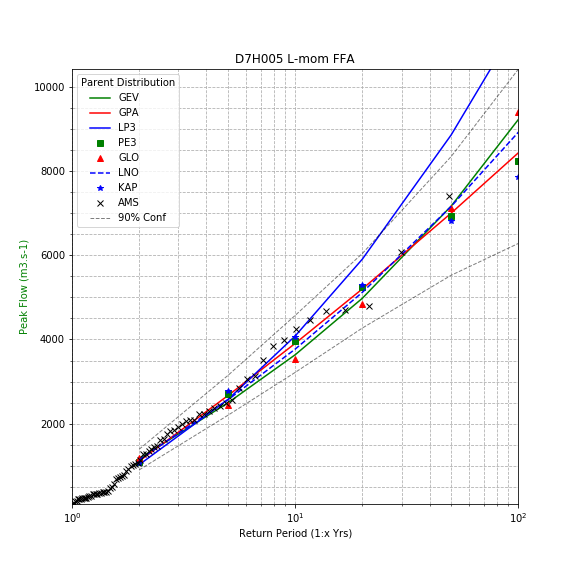 D7H005 L-mom FFA
Parent Distribution
GEV
GPA
LP3
PE3
GLO
LNO
KAP
AMS
90% Conf
10000
8000
6000
4000
2000
Peak Flow (m3.s-1)
10⁰
10¹
10²
Return Period (1:x Yrs)